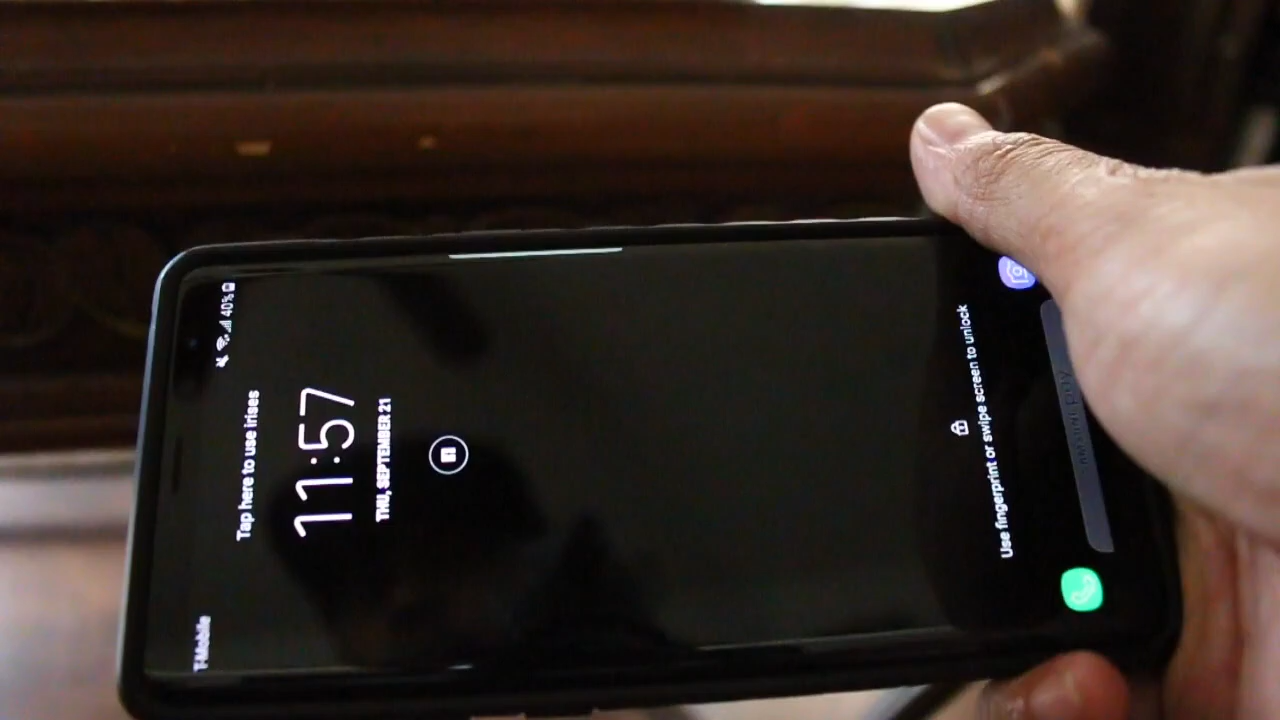 T-Mobile
40%
Tap here to use irises
11:57
THU, SEPTEMBER 21
Use fingerprint or swipe screen to unlock